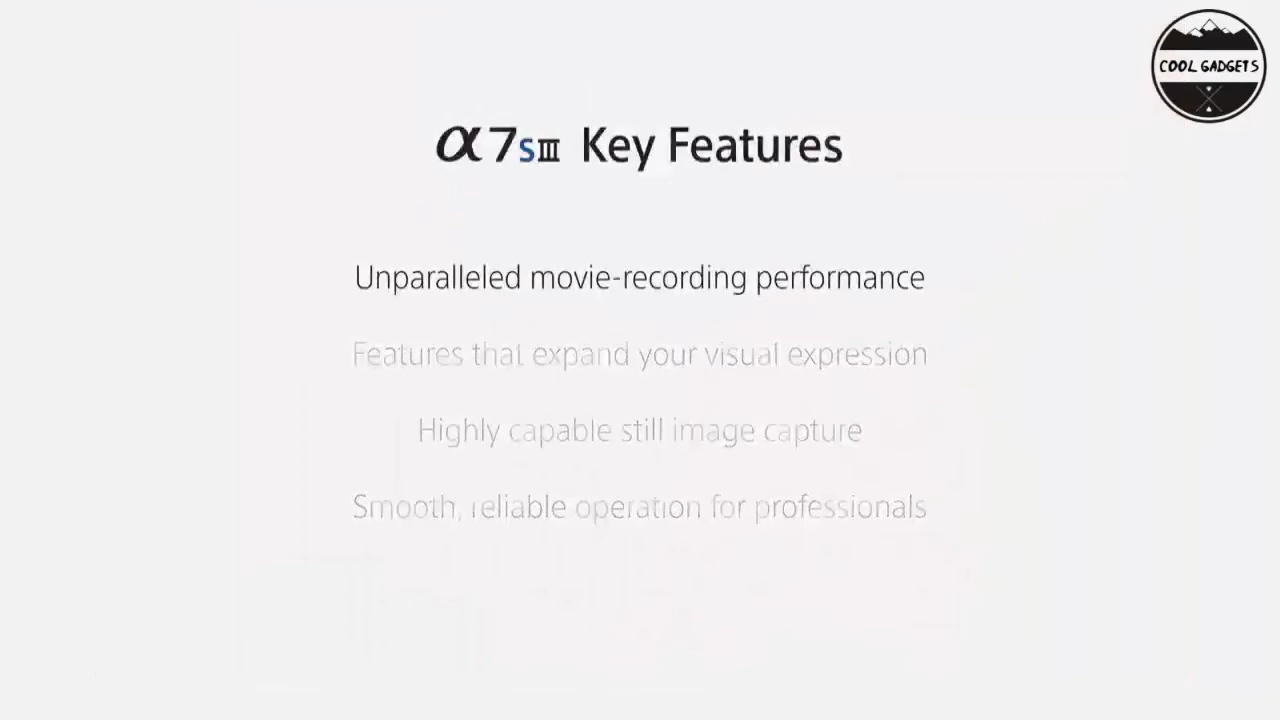 COOL GADGETS
α7SIII Key Features
Unparalleled movie-recording performance
Features that expand your visual expression
Highly capable still image capture
Smooth, reliable operation for professionals